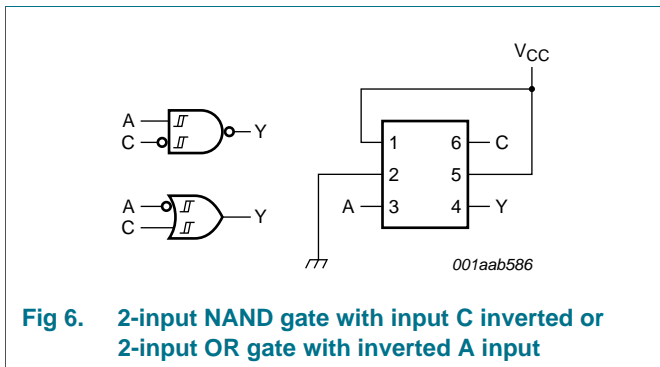 VCC
A
C
Y
A
C
Y
1 6 C
2 5
A 3 4 Y
001aab586
Fig 6. 2-input NAND gate with input C inverted or
2-input OR gate with inverted A input